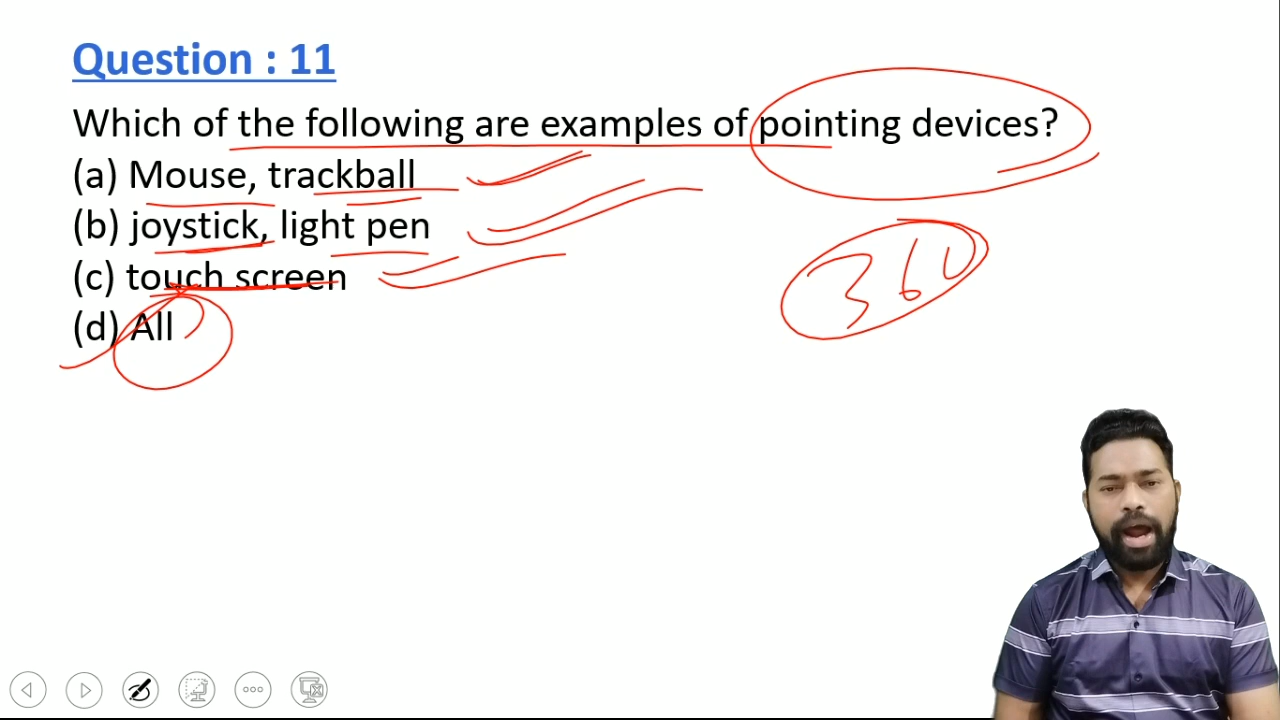 Question : 11
Which of the following are examples of pointing devices?
(a) Mouse, trackball
(b) joystick, light pen
(c) touch screen
(d) All
360